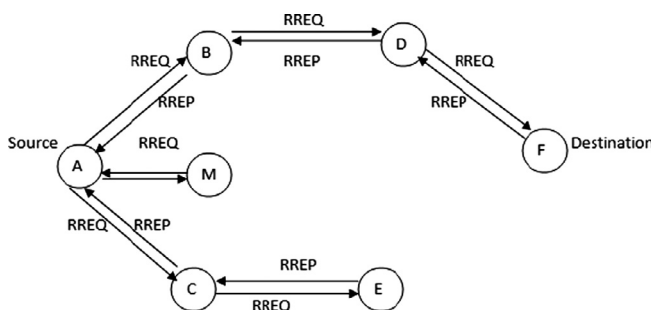 RREQ
B
D
RREQ
RREP
RREQ
RREP
RREP
Source
RREQ
F
Destination
A
M
RREQ
RREP
RREP
C
E
RREQ